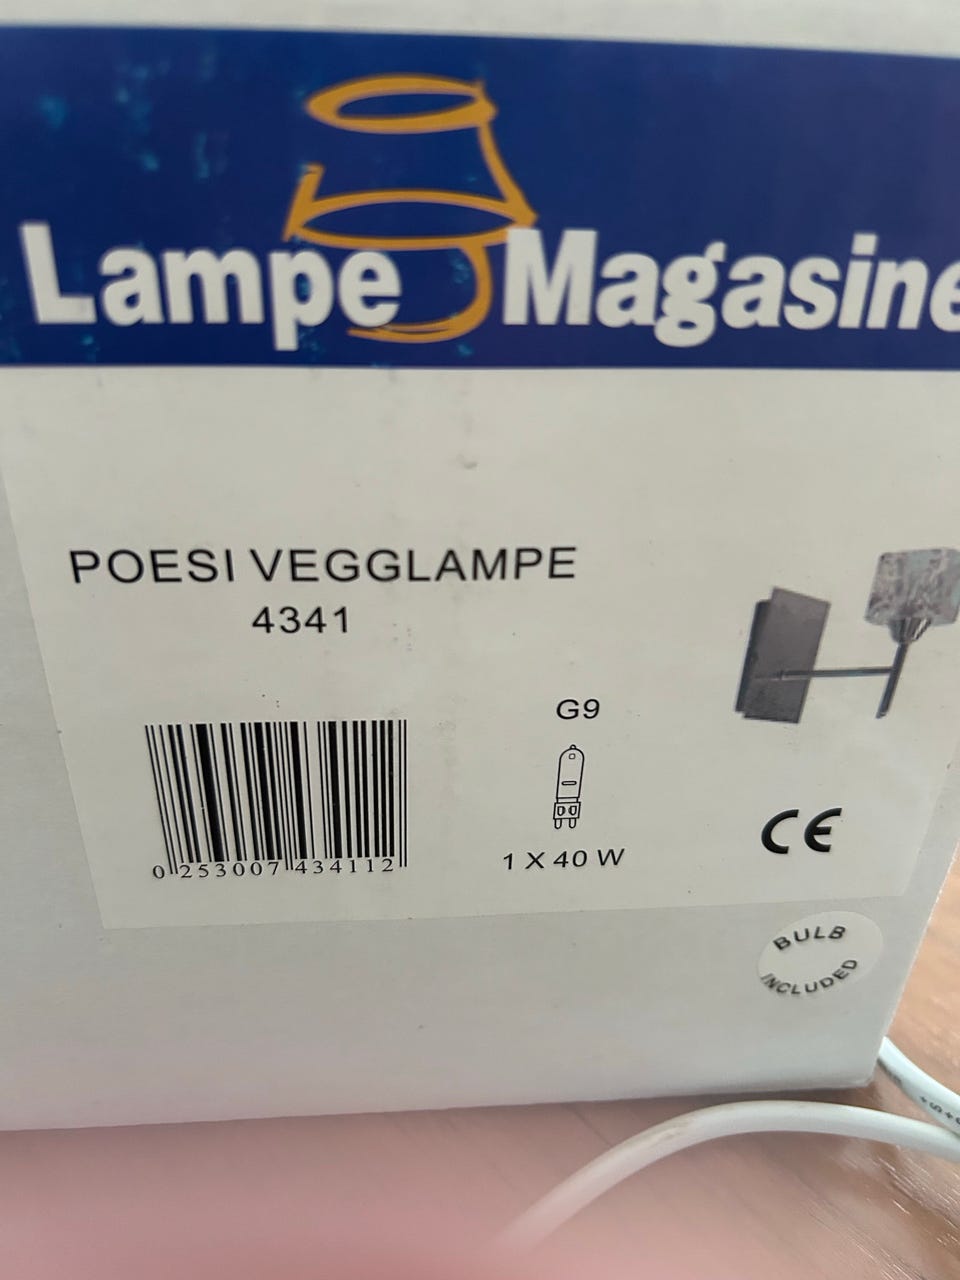 Lampe Magasine
POESI VEGGLAMPE
4341
G9
0 253007 434112
1 X 40 W
CE
BULB
INCLUDED